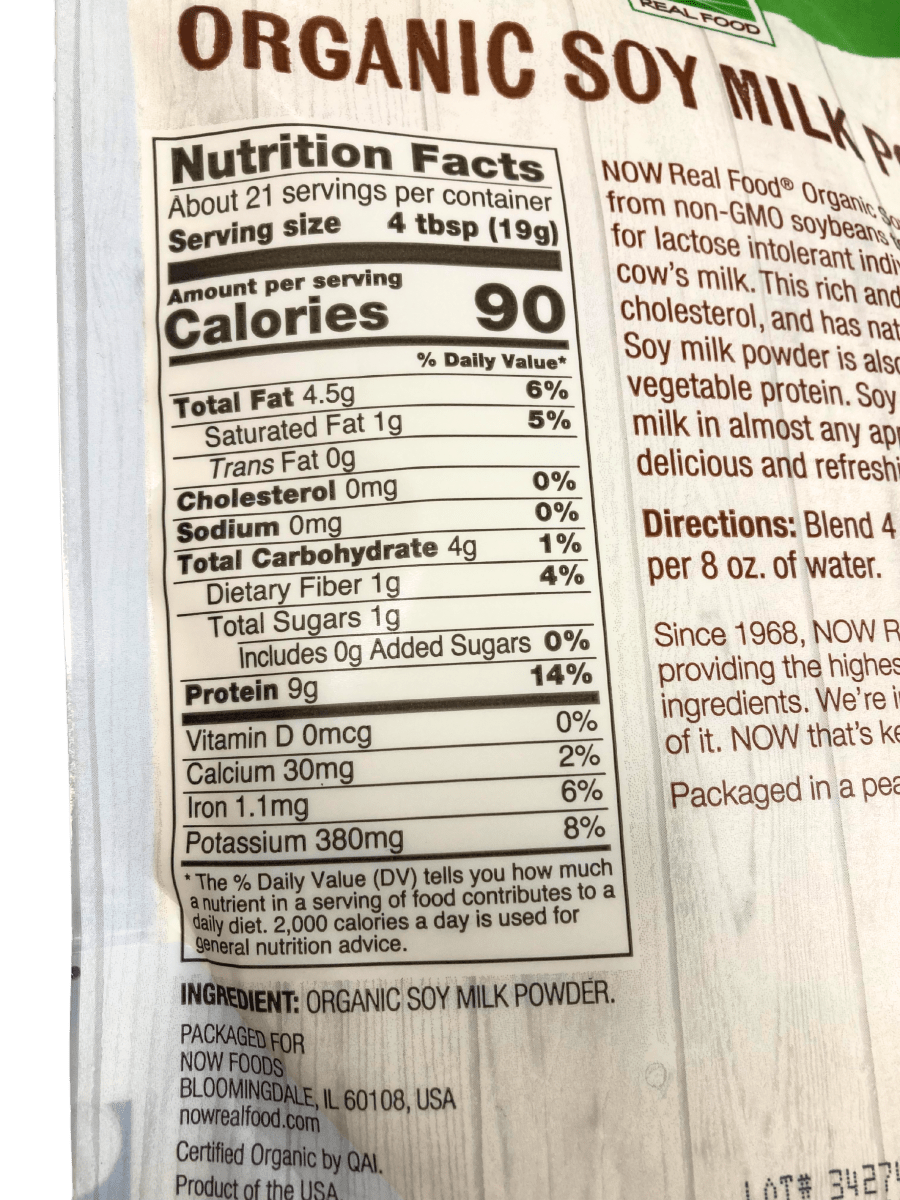 REAL FOOD
ORGANIC SOY MILK
Nutrition Facts
About 21 servings per container
Serving size 4 tbsp (19g)
Amount per serving
Calories 90
% Daily Value*
Total Fat 4.5g 6%
Saturated Fat 1g 5%
Trans Fat 0g
Cholesterol 0mg 0%
Sodium 0mg 0%
Total Carbohydrate 4g 1%
Dietary Fiber 1g 4%
Total Sugars 1g
Includes 0g Added Sugars 0%
Protein 9g 14%
Vitamin D 0mcg 0%
Calcium 30mg 2%
Iron 1.1mg 6%
Potassium 380mg 8%
* The % Daily Value (DV) tells you how much
a nutrient in a serving of food contributes to a
daily diet. 2,000 calories a day is used for
general nutrition advice.
INGREDIENT: ORGANIC SOY MILK POWDER.
PACKAGED FOR
NOW FOODS
BLOOMINGDALE, IL 60108, USA
nowrealfood.com
Certified Organic by QAI.
Product of the USA
NOW Real Food® Organic
from non-GMO soybeans
for lactose intolerant
cow's milk. This rich and
cholesterol, and has
Soy milk powder is
vegetable protein. Soy
milk in almost any
delicious and
Directions: Blend 4
per 8 oz. of water.
Since 1968, NOW
providing the
ingredients. We're
of it. NOW that's
Packaged in a
LOT# 3427